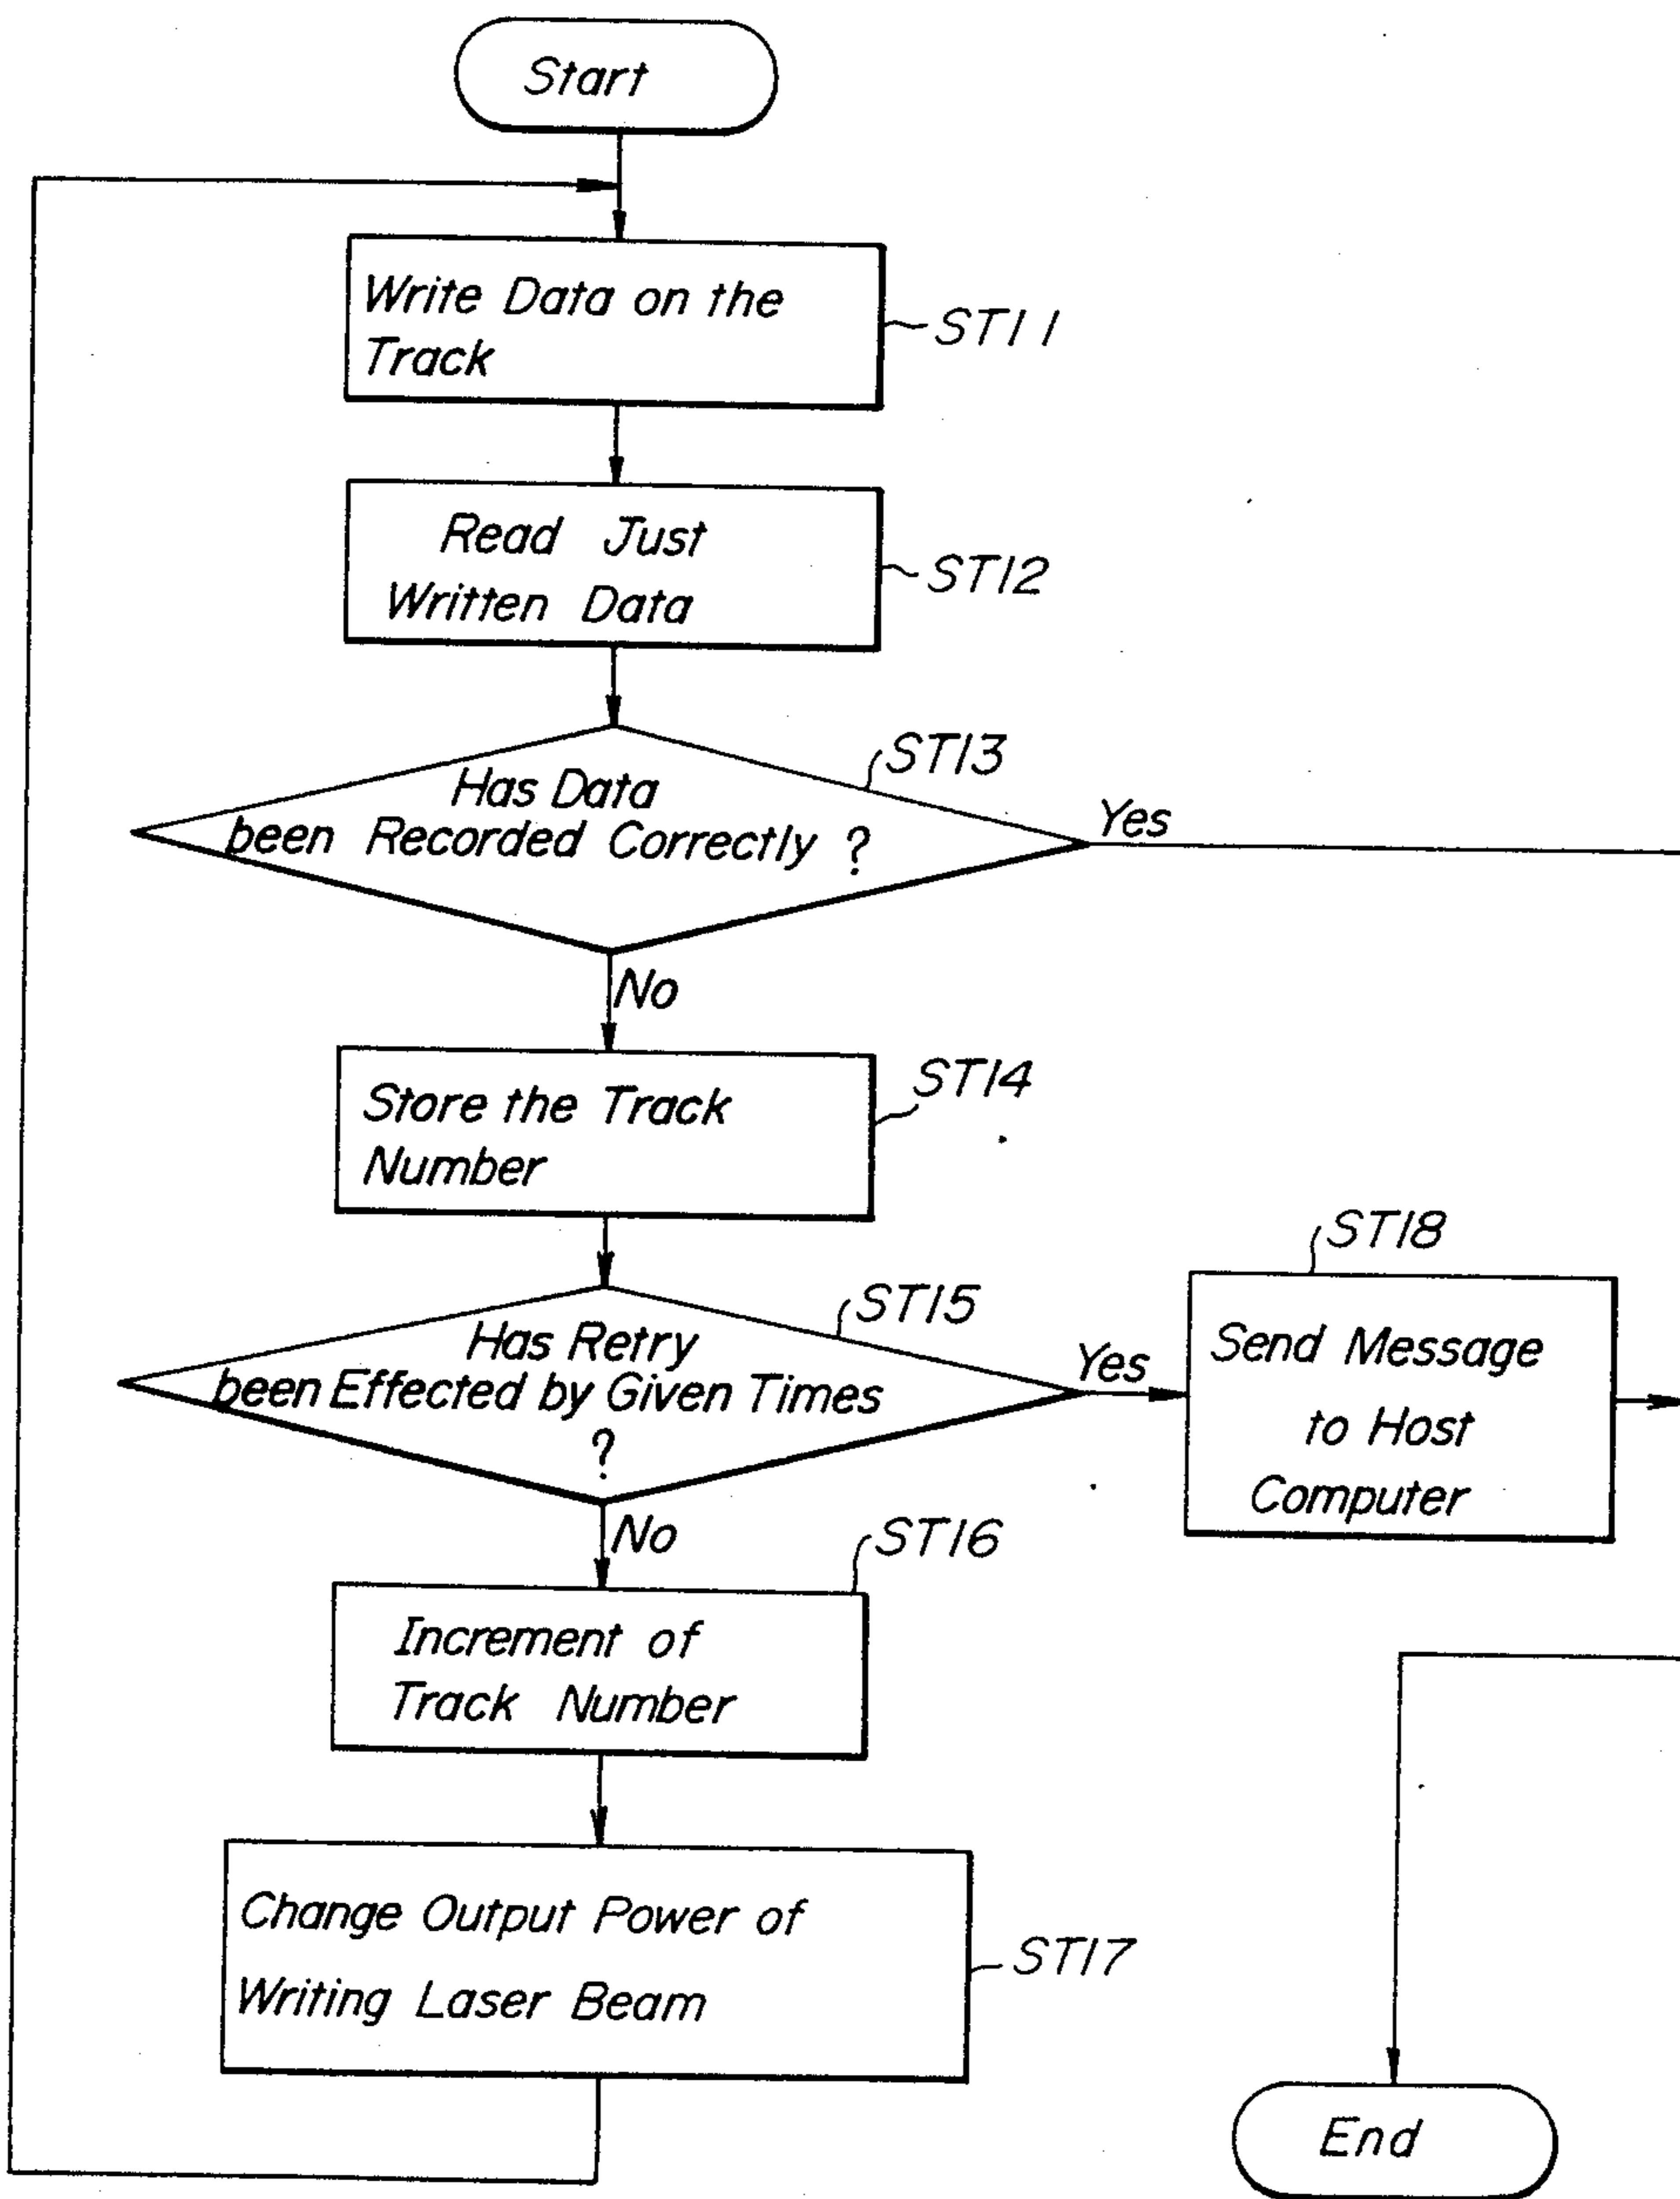 Start
Write Data on the
Track
ST11
Read Just
Written Data
ST12
ST13
Has Data
been Recorded Correctly ?
Yes
No
Store the Track
Number
ST14
ST15
Has Retry
been Effected by Given Times
?
Yes
ST18
Send Message
to Host
Computer
No
ST16
Increment of
Track Number
Change Output Power of
Writing Laser Beam
ST17
End